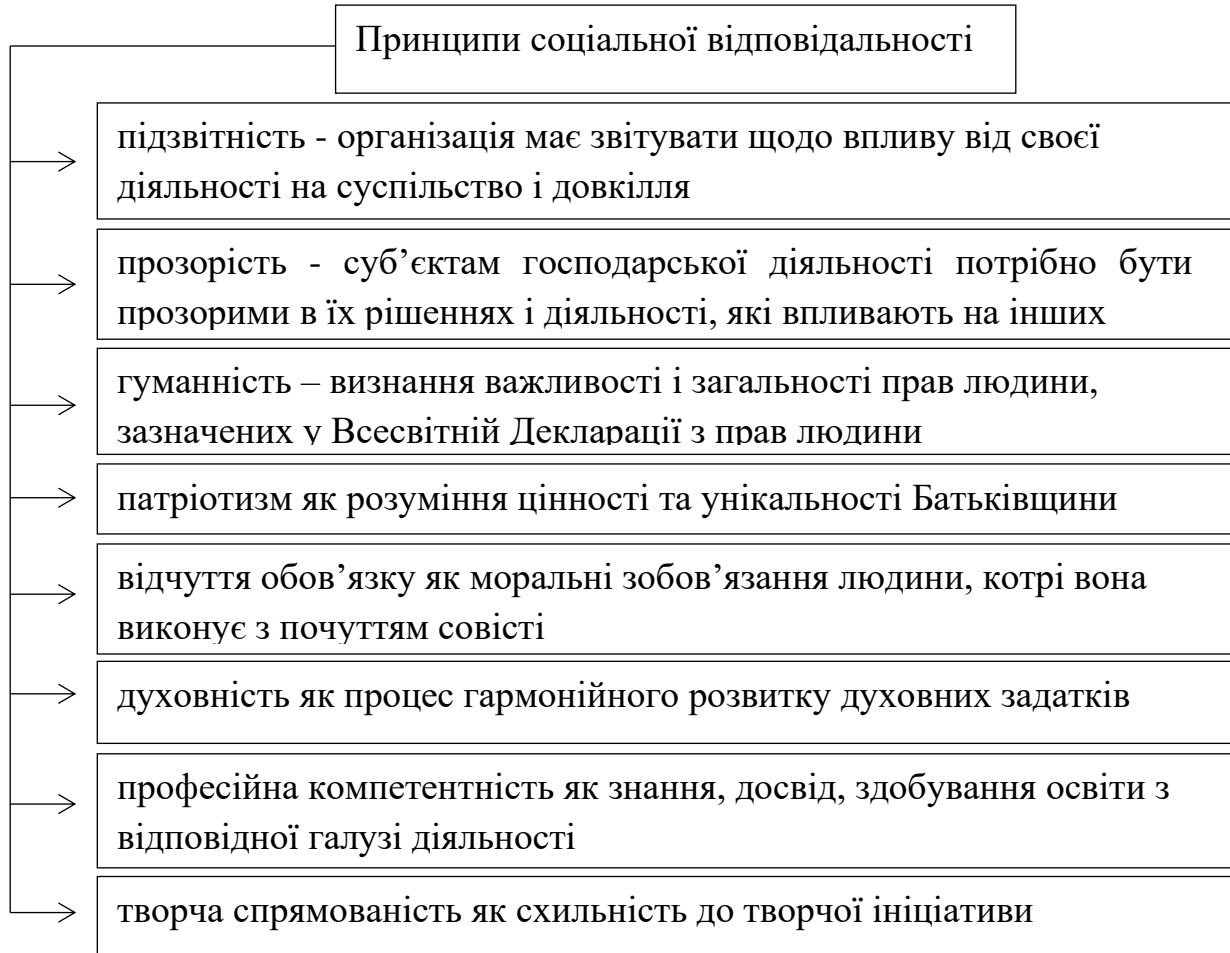 Принципи соціальної відповідальності
підзвітність - організація має звітувати щодо впливу від своєї
діяльності на суспільство і довкілля
прозорість - суб’єктам господарської діяльності потрібно бути
прозорими в їх рішеннях і діяльності, які впливають на інших
гуманність – визнання важливості і загальності прав людини,
зазначених у Всесвітній Декларації з прав людини
патріотизм як розуміння цінності та унікальності Батьківщини
відчуття обов’язку як моральні зобов’язання людини, котрі вона
виконує з почуттям совісті
духовність як процес гармонійного розвитку духовних задатків
професійна компетентність як знання, досвід, здобування освіти з
відповідної галузі діяльності
творча спрямованість як схильність до творчої ініціативи